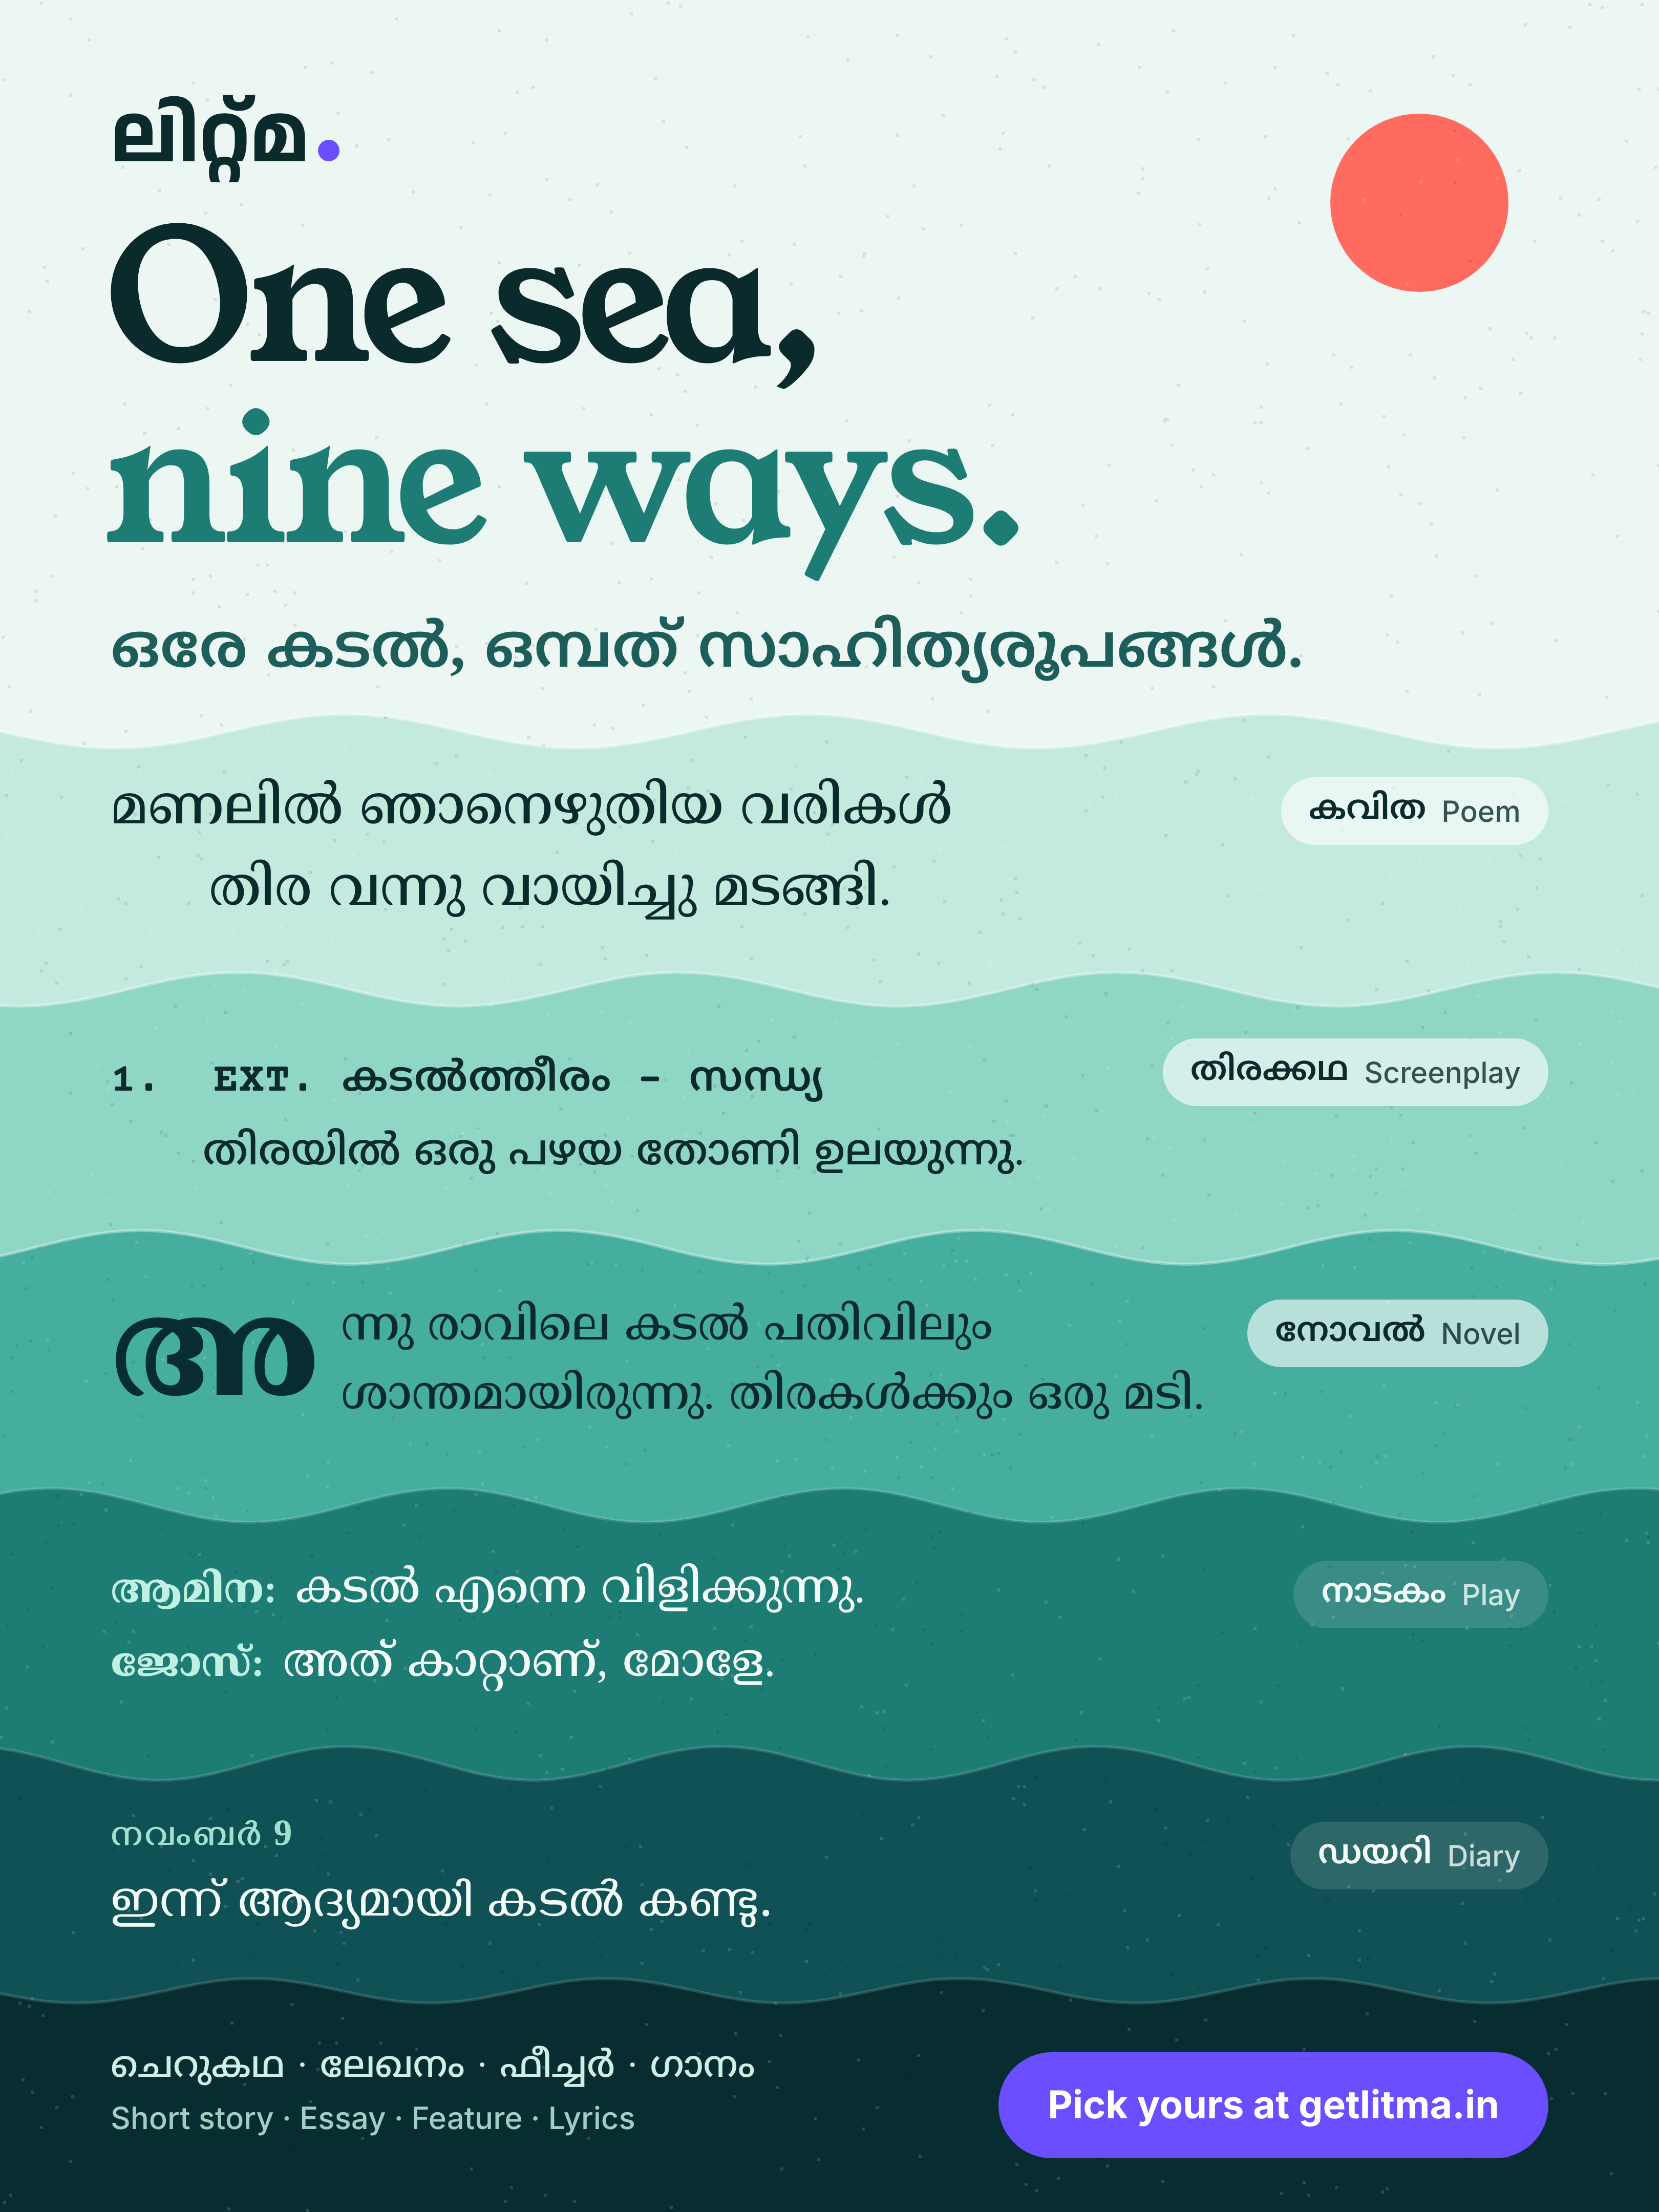 ലിറ്റ്മ.
One sea,
nine ways.
ഒരേ കടൽ, ഒമ്പത് സാഹിത്യരൂപങ്ങൾ.
മണലിൽ ഞാനെഴുതിയ വരികൾ
തിര വന്നു വായിച്ചു മടങ്ങി.
കവിത Poem
1. EXT. കടൽത്തീരം – സന്ധ്യ
തിരയിൽ ഒരു പഴയ തോണി ഉലയുന്നു.
തിരക്കഥ Screenplay
അന്നു രാവിലെ കടൽ പതിവിലും
ശാന്തമായിരുന്നു. തിരകൾക്കും ഒരു മടി.
നോവൽ Novel
ആമിന: കടൽ എന്നെ വിളിക്കുന്നു.
ജോസ്: അത് കാറ്റാണ്, മോളേ.
നാടകം Play
നവംബർ 9
ഇന്ന് ആദ്യമായി കടൽ കണ്ടു.
ഡയറി Diary
ചെറുകഥ · ലേഖനം · ഫീച്ചർ · ഗാനം
Short story · Essay · Feature · Lyrics
Pick yours at getlitma.in